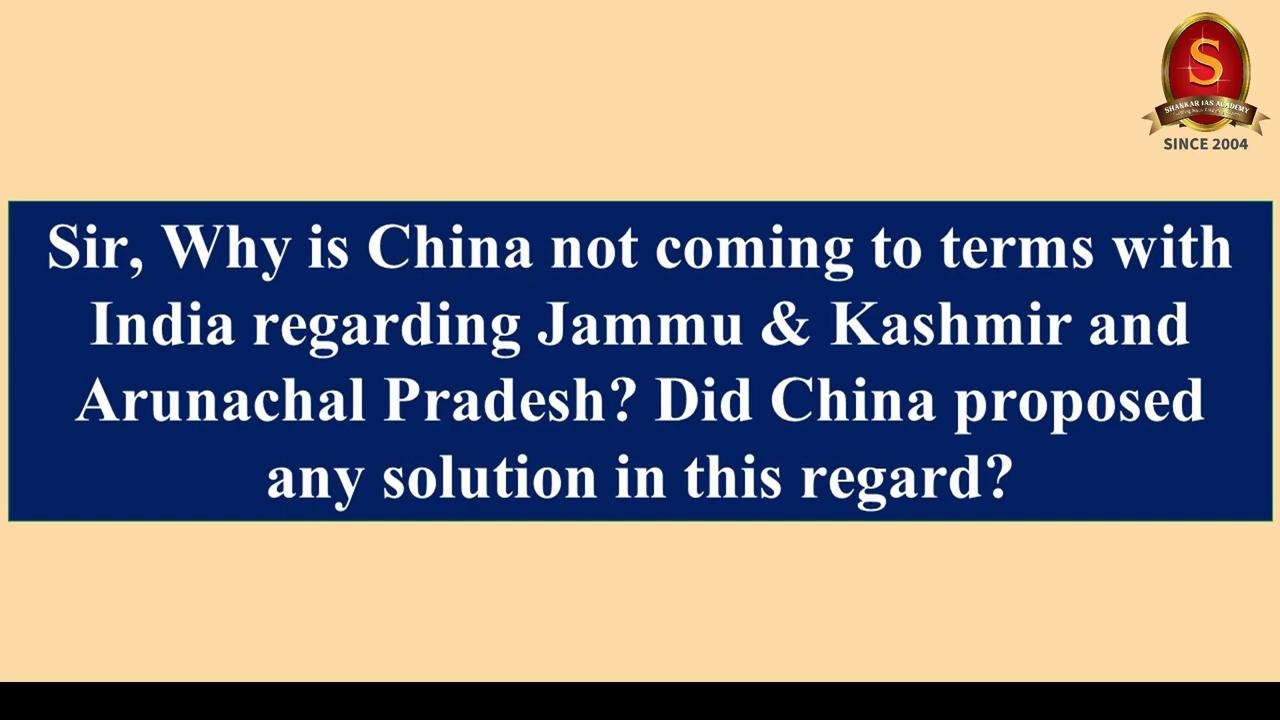 S
SHANKAR IAS ACADEMY
SINCE 2004
Sir, Why is China not coming to terms with
India regarding Jammu & Kashmir and
Arunachal Pradesh? Did China proposed
any solution in this regard?